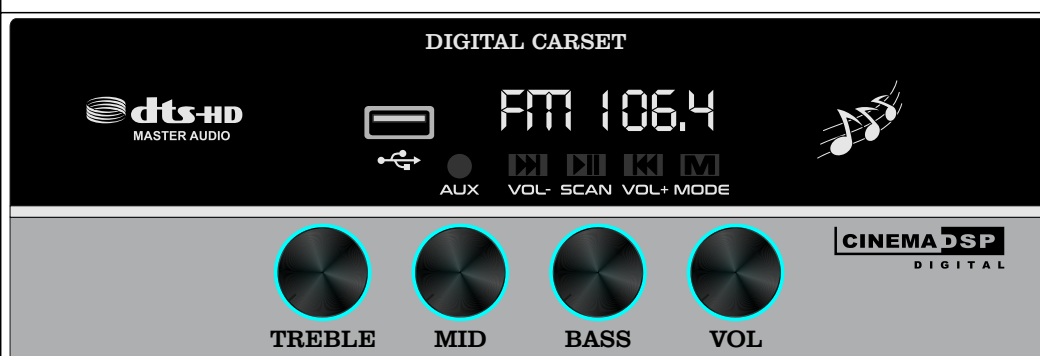 DIGITAL CARSET
dts-HD
MASTER AUDIO
FM 106.4
AUX VOL- SCAN VOL+ MODE
M
CINEMA DSP
DIGITAL
TREBLE MID BASS VOL